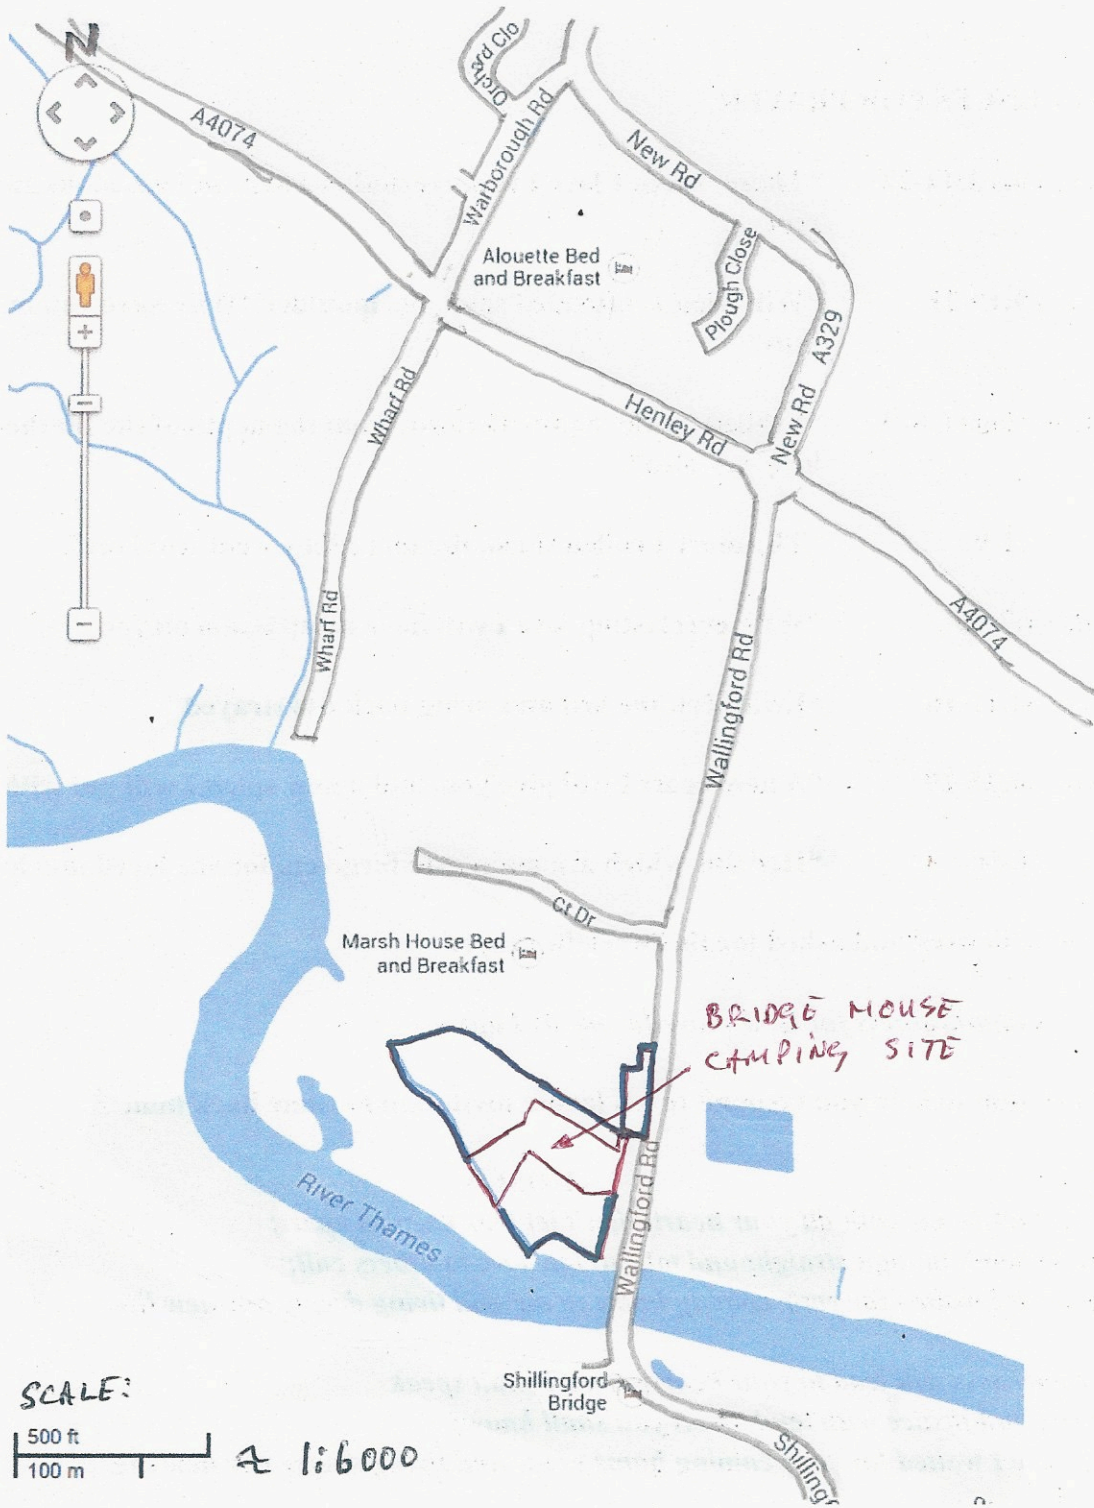 N
Orchard Clo
A4074
Warborough Rd
New Rd
Alouette Bed
and Breakfast
Plough Close
A329
Wharf Rd
Henley Rd
New Rd
Wharf Rd
A4074
Wallingford Rd
Ct Dr
Marsh House Bed
and Breakfast
BRIDGE HOUSE
CAMPING SITE
River Thames
Wallingford Rd
Shillingford
Bridge
SCALE:
500 ft
100 m
≈ 1:6000
Shillingf